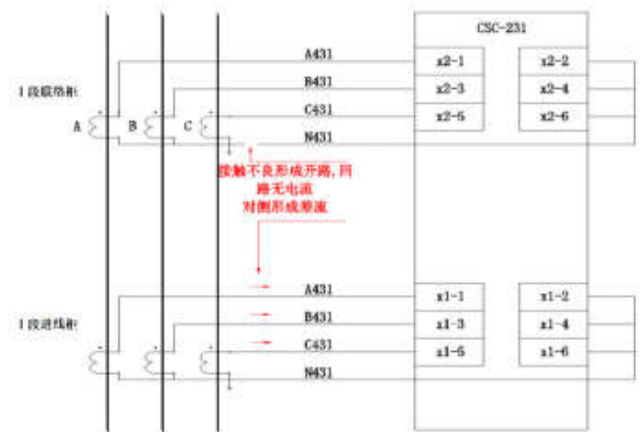 CSC-231
A431
x2-1
x2-2
B431
x2-3
x2-4
I段联络柜
C431
x2-5
x2-6
A
B
C
N431
接触不良形成开路,回
路无电流
对侧形成差流
A431
x1-1
x1-2
I段进线柜
B431
x1-3
x1-4
C431
x1-5
x1-6
N431